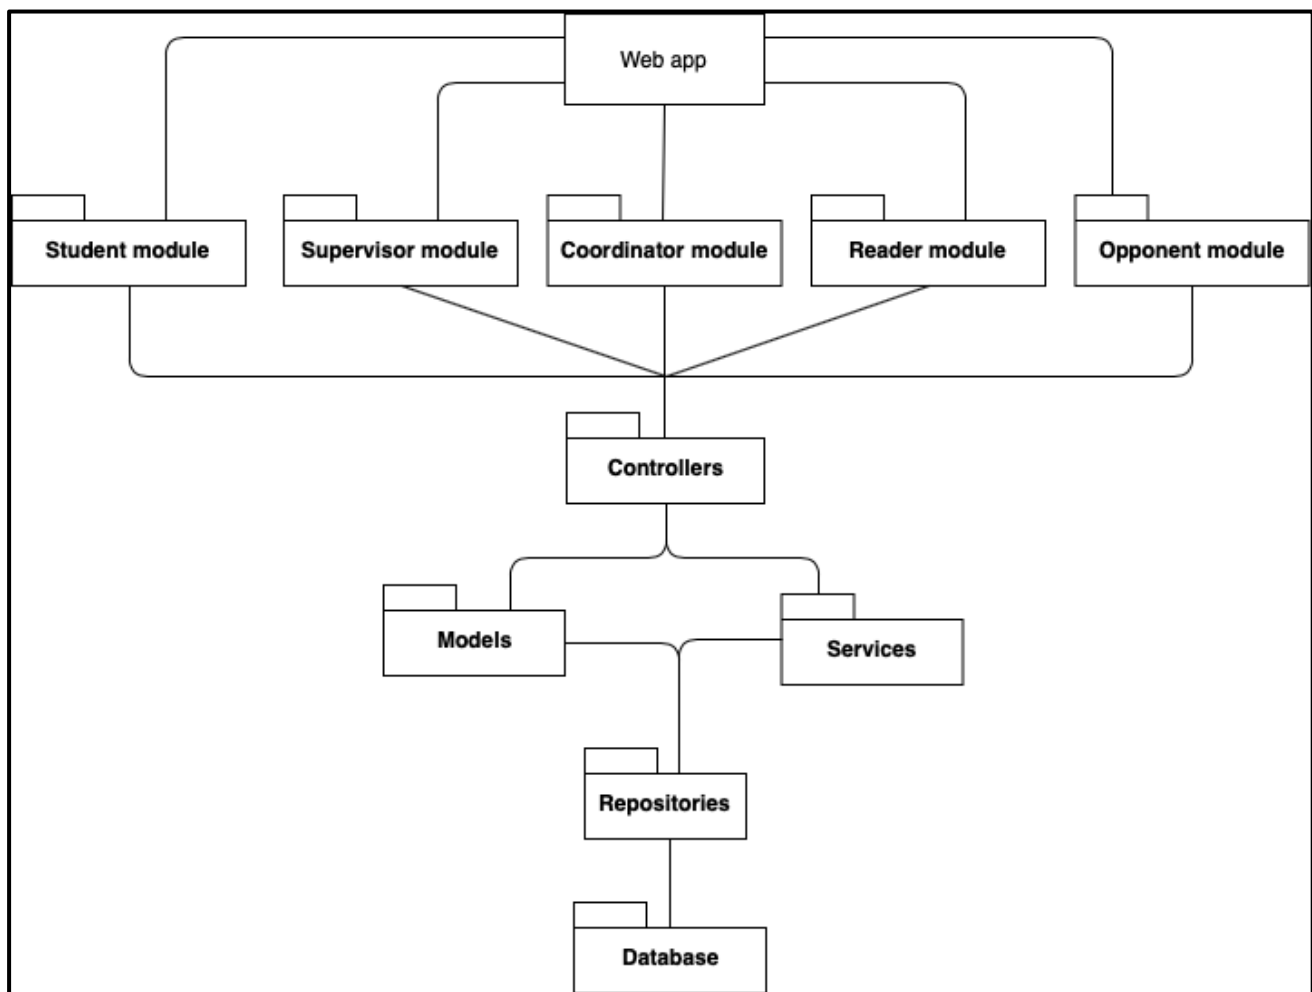 Web app
Student module
Supervisor module
Coordinator module
Reader module
Opponent module
Controllers
Models
Services
Repositories
Database